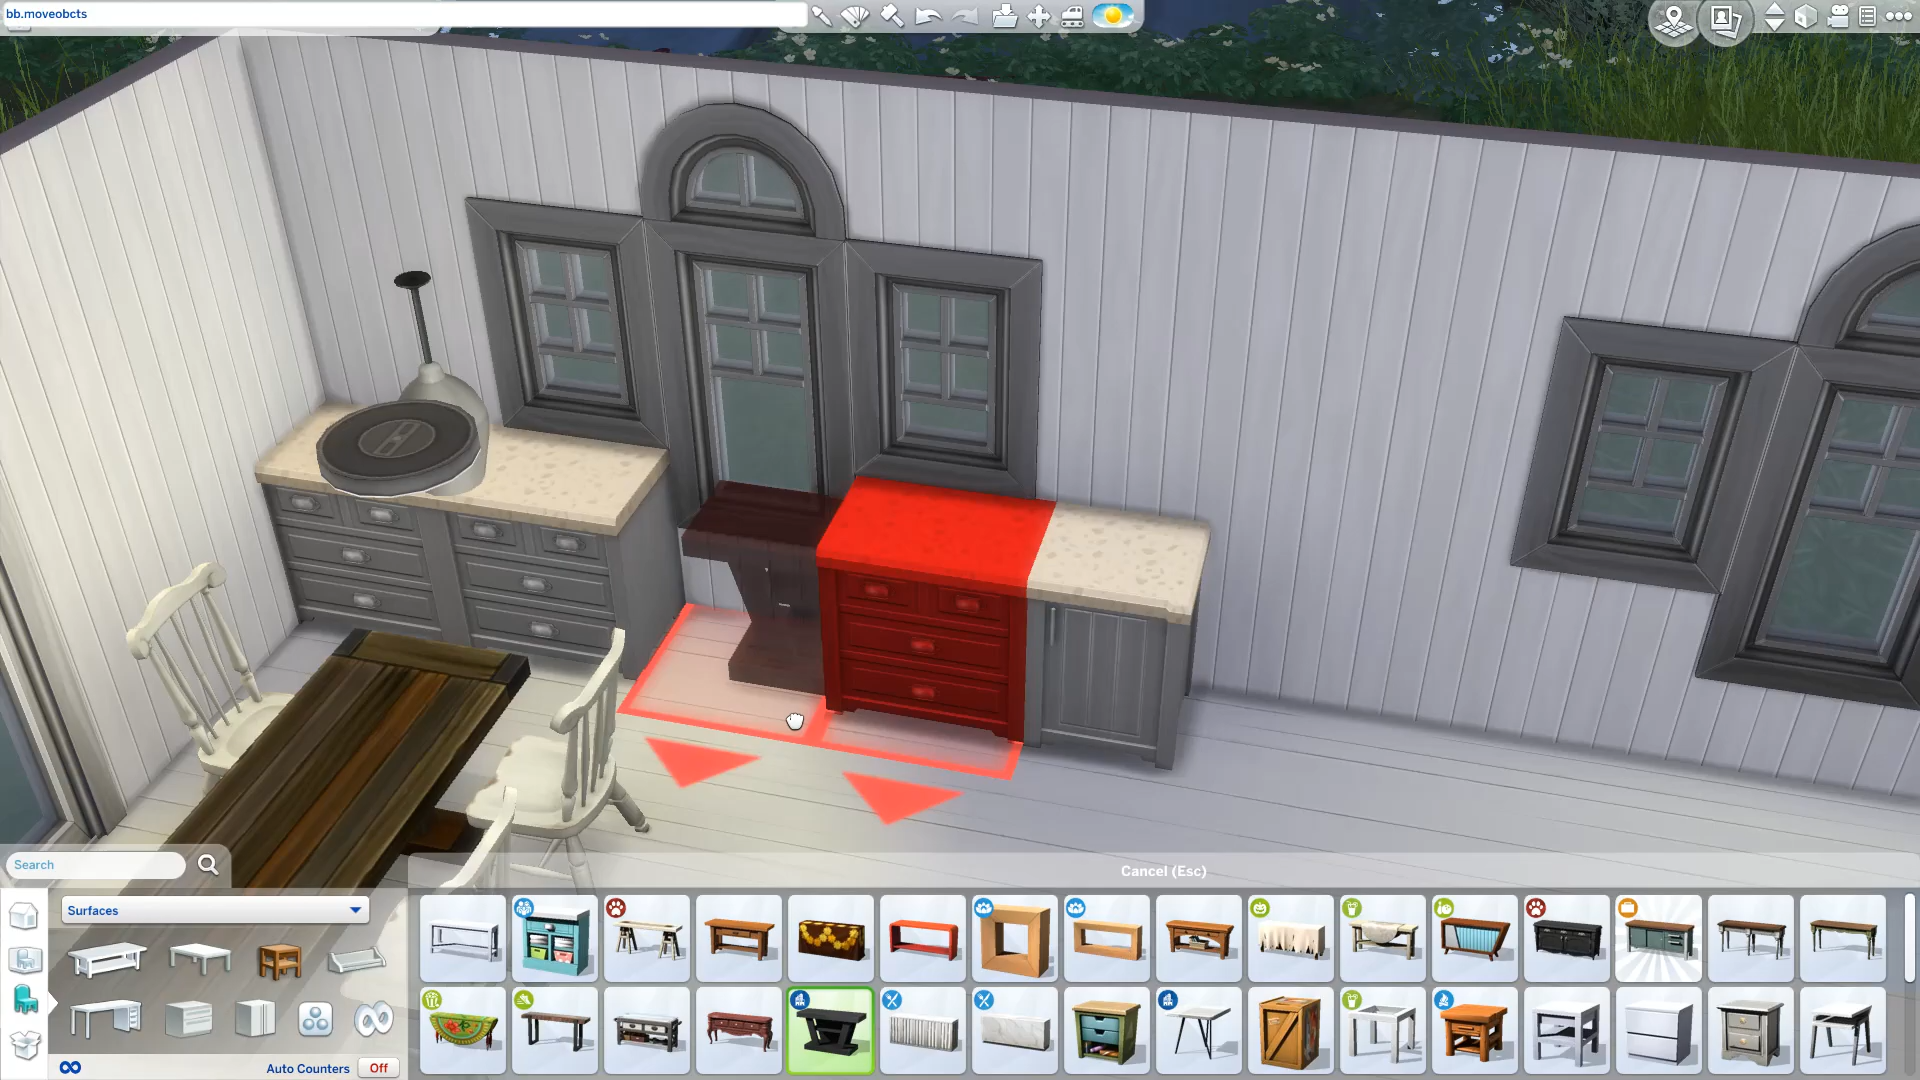 bb.moveobcts
Search
Cancel (Esc)
Surfaces
Auto Counters Off